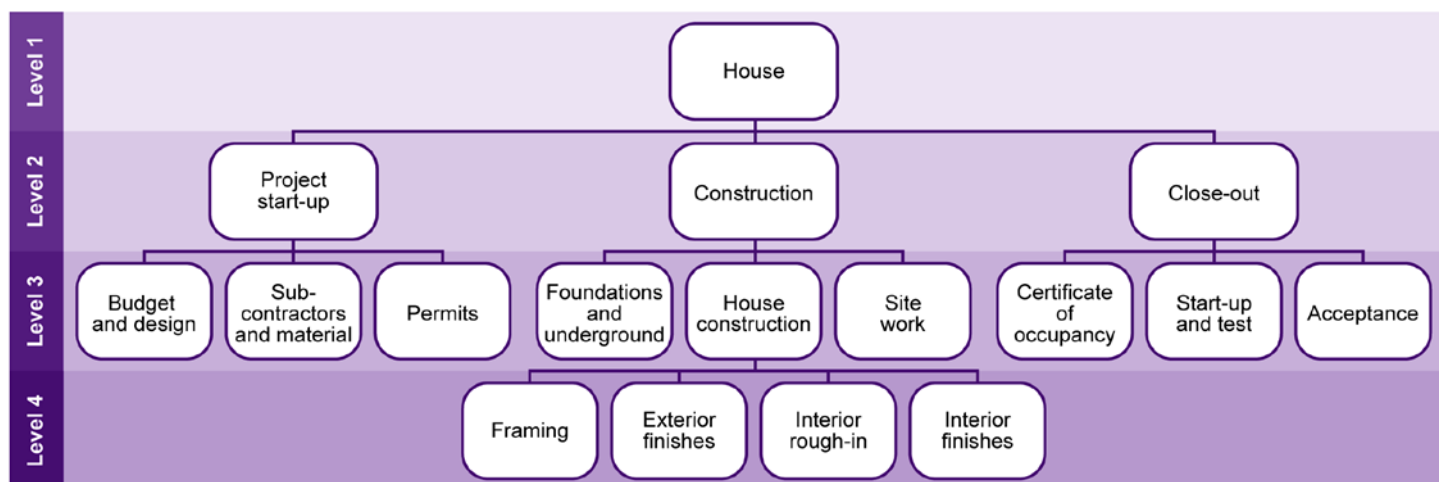 Level 1
House
Level 2
Project
start-up
Construction
Close-out
Level 3
Budget
and design
Sub-
contractors
and material
Permits
Foundations
and
underground
House
construction
Site
work
Certificate
of
occupancy
Start-up
and test
Acceptance
Level 4
Framing
Exterior
finishes
Interior
rough-in
Interior
finishes